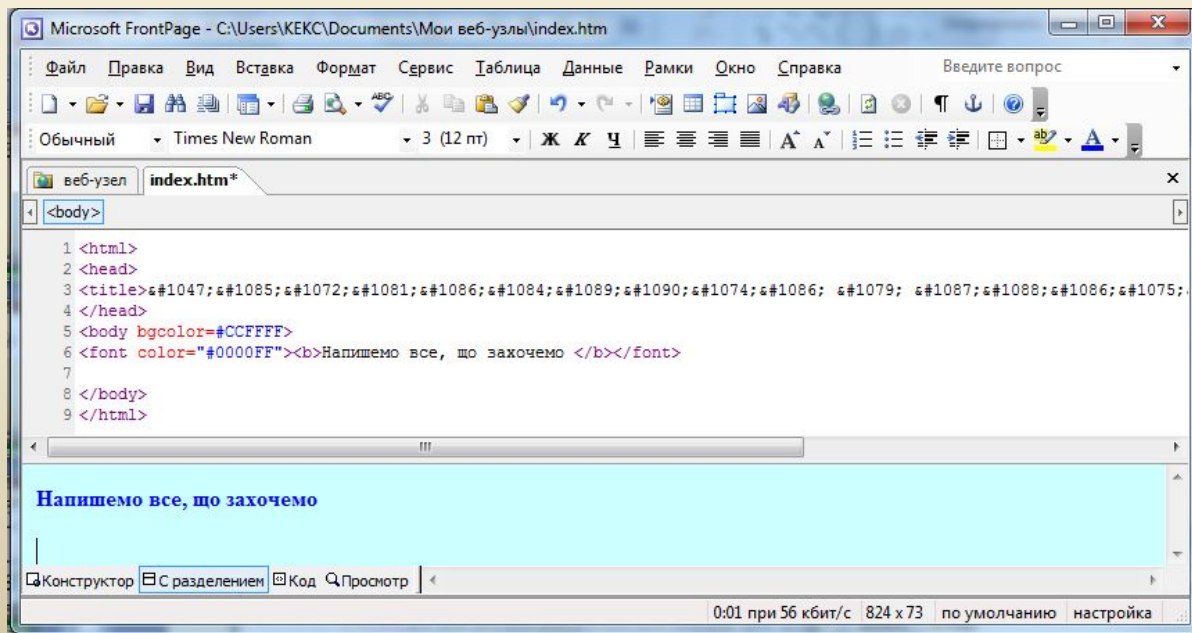 Microsoft FrontPage - C:\Users\КЕКС\Documents\Мои веб-узлы\index.htm
Файл Правка Вид Вставка Формат Сервис Таблица Данные Рамки Окно Справка Введите вопрос
Обычный Times New Roman 3 (12 пт) Ж К Ч
веб-узел index.htm*
<body>
1 <html>
2 <head>
3 <title>&#1047;&#1085;&#1072;&#1081;&#1086;&#1084;&#1089;&#1090;&#1074;&#1086; &#1079; &#1087;&#1088;&#1086;&#1075;
4 </head>
5 <body bgcolor=#CCFFFF>
6 <font color="#0000FF"><b>Напишемо все, що захочемо </b></font>
7
8 </body>
9 </html>
Напишемо все, що захочемо
Конструктор С разделением Код Просмотр
0:01 при 56 кбит/с 824 x 73 по умолчанию настройка